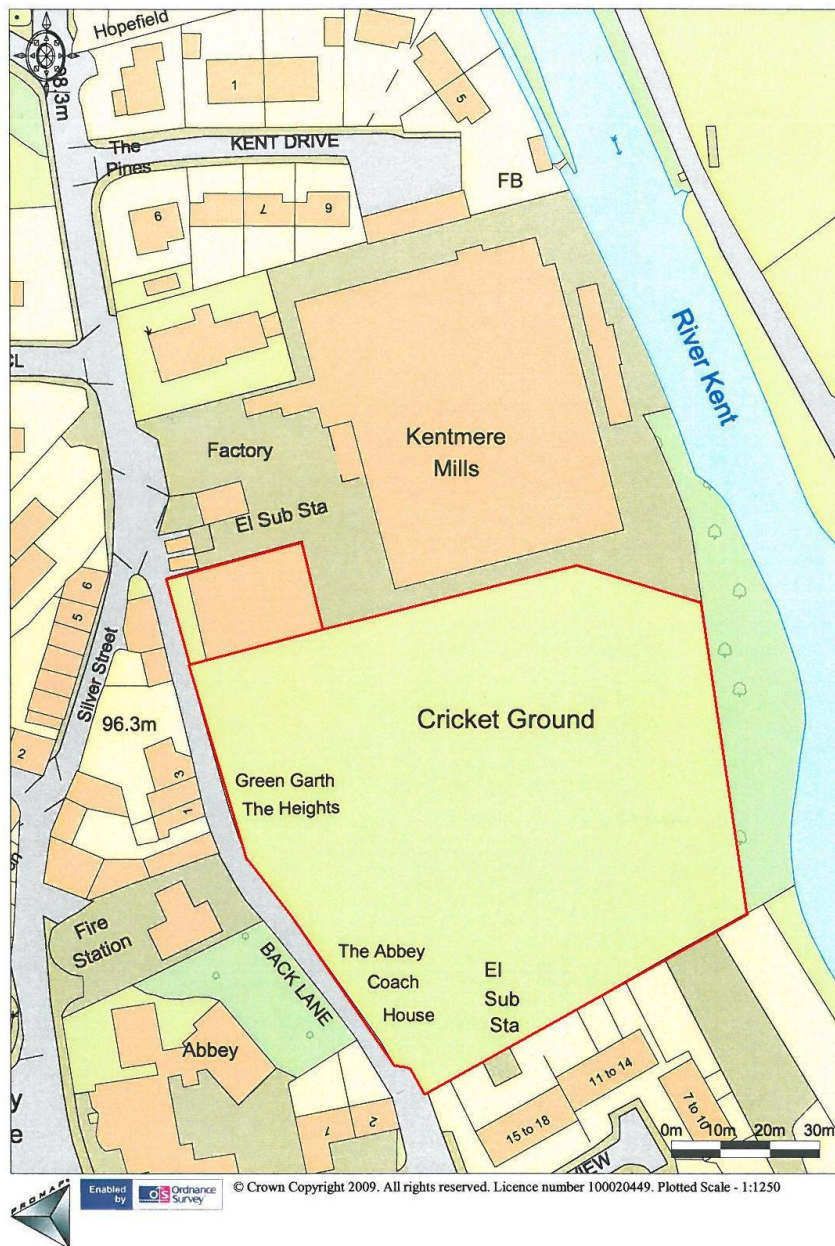 Hopefield
98.3m
1
5
The
Pines
KENT DRIVE
FB
9
7
6
River Kent
CL
Kentmere
Mills
Factory
El Sub Sta
6
5
Silver Street
96.3m
2
3
1
Cricket Ground
Green Garth
The Heights
Fire
Station
BACK LANE
The Abbey
Coach
House
El
Sub
Sta
Abbey
y
e
1
2
11 to 14
15 to 18
7 to 10
VIEW
0m 10m 20m 30m
PROMAP
Enabled by OS Ordnance Survey
© Crown Copyright 2009. All rights reserved. Licence number 100020449. Plotted Scale - 1:1250